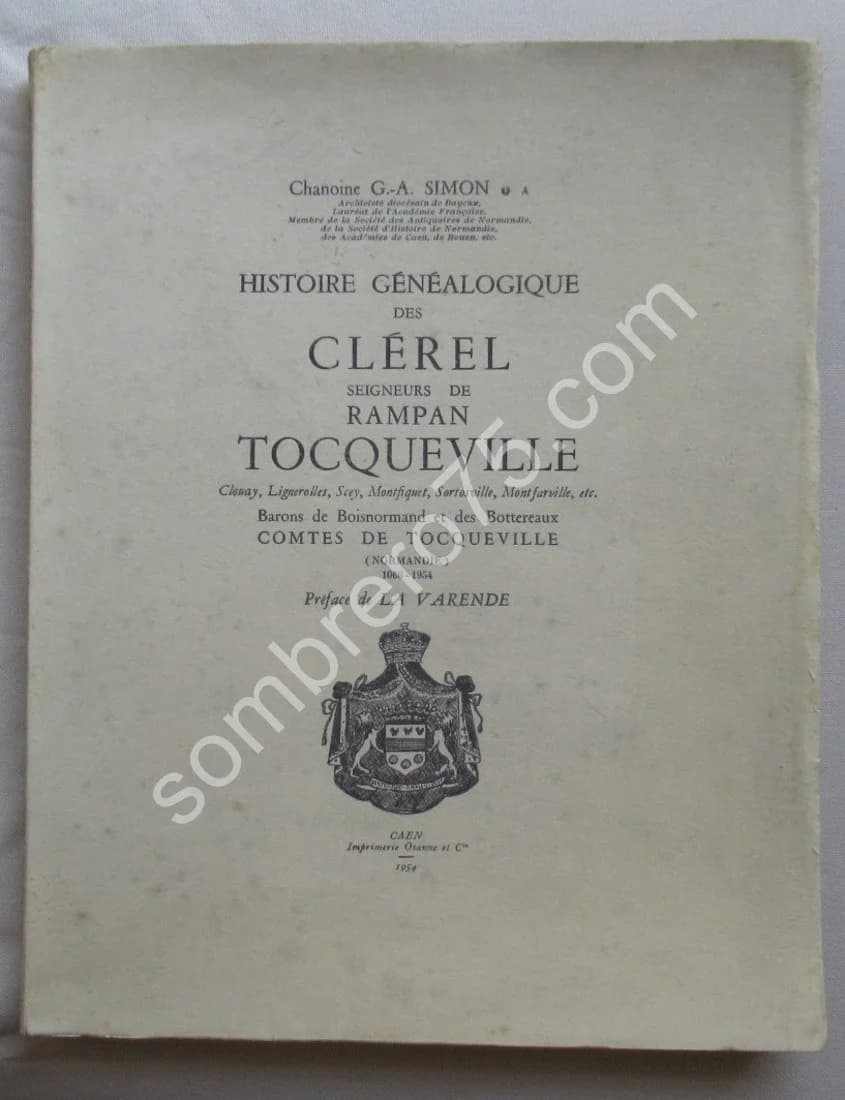 Chanoine G.-A. SIMON A
Archiviste diocésain de Bayeux,
Lauréat de l'Académie Française,
Membre de la Société des Antiquaires de Normandie,
de la Société d'Histoire de Normandie,
des Académies de Caen, de Rouen, etc.
HISTOIRE GÉNÉALOGIQUE
DES
CLÉREL
SEIGNEURS DE
RAMPAN
TOCQUEVILLE
Clouay, Lignerolles, Scey, Montfiquet, Sortosville, Montfarville, etc.
Barons de Boisnormand et des Bottereaux
COMTES DE TOCQUEVILLE
(NORMANDIE)
1066-1954
Préface de LA VARENDE
CAEN
Imprimerie Ozanne et Cie
1954
sombrero75.com